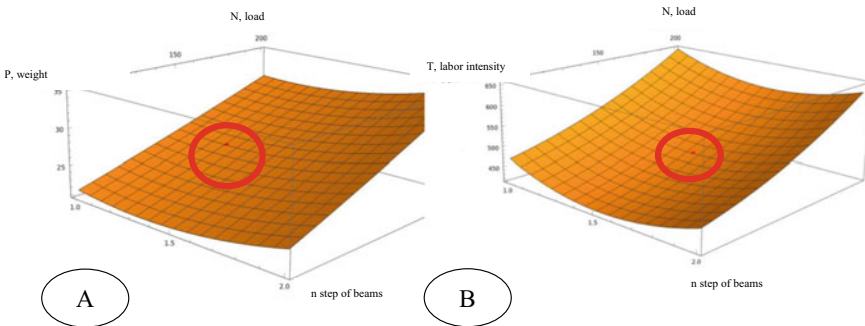 N, load
200
150
P, weight
35
30
25
1.0
1.5
2.0
n step of beams
A
N, load
200
150
T, labor intensity
650
600
550
500
450
1.0
1.5
2.0
n step of beams
B